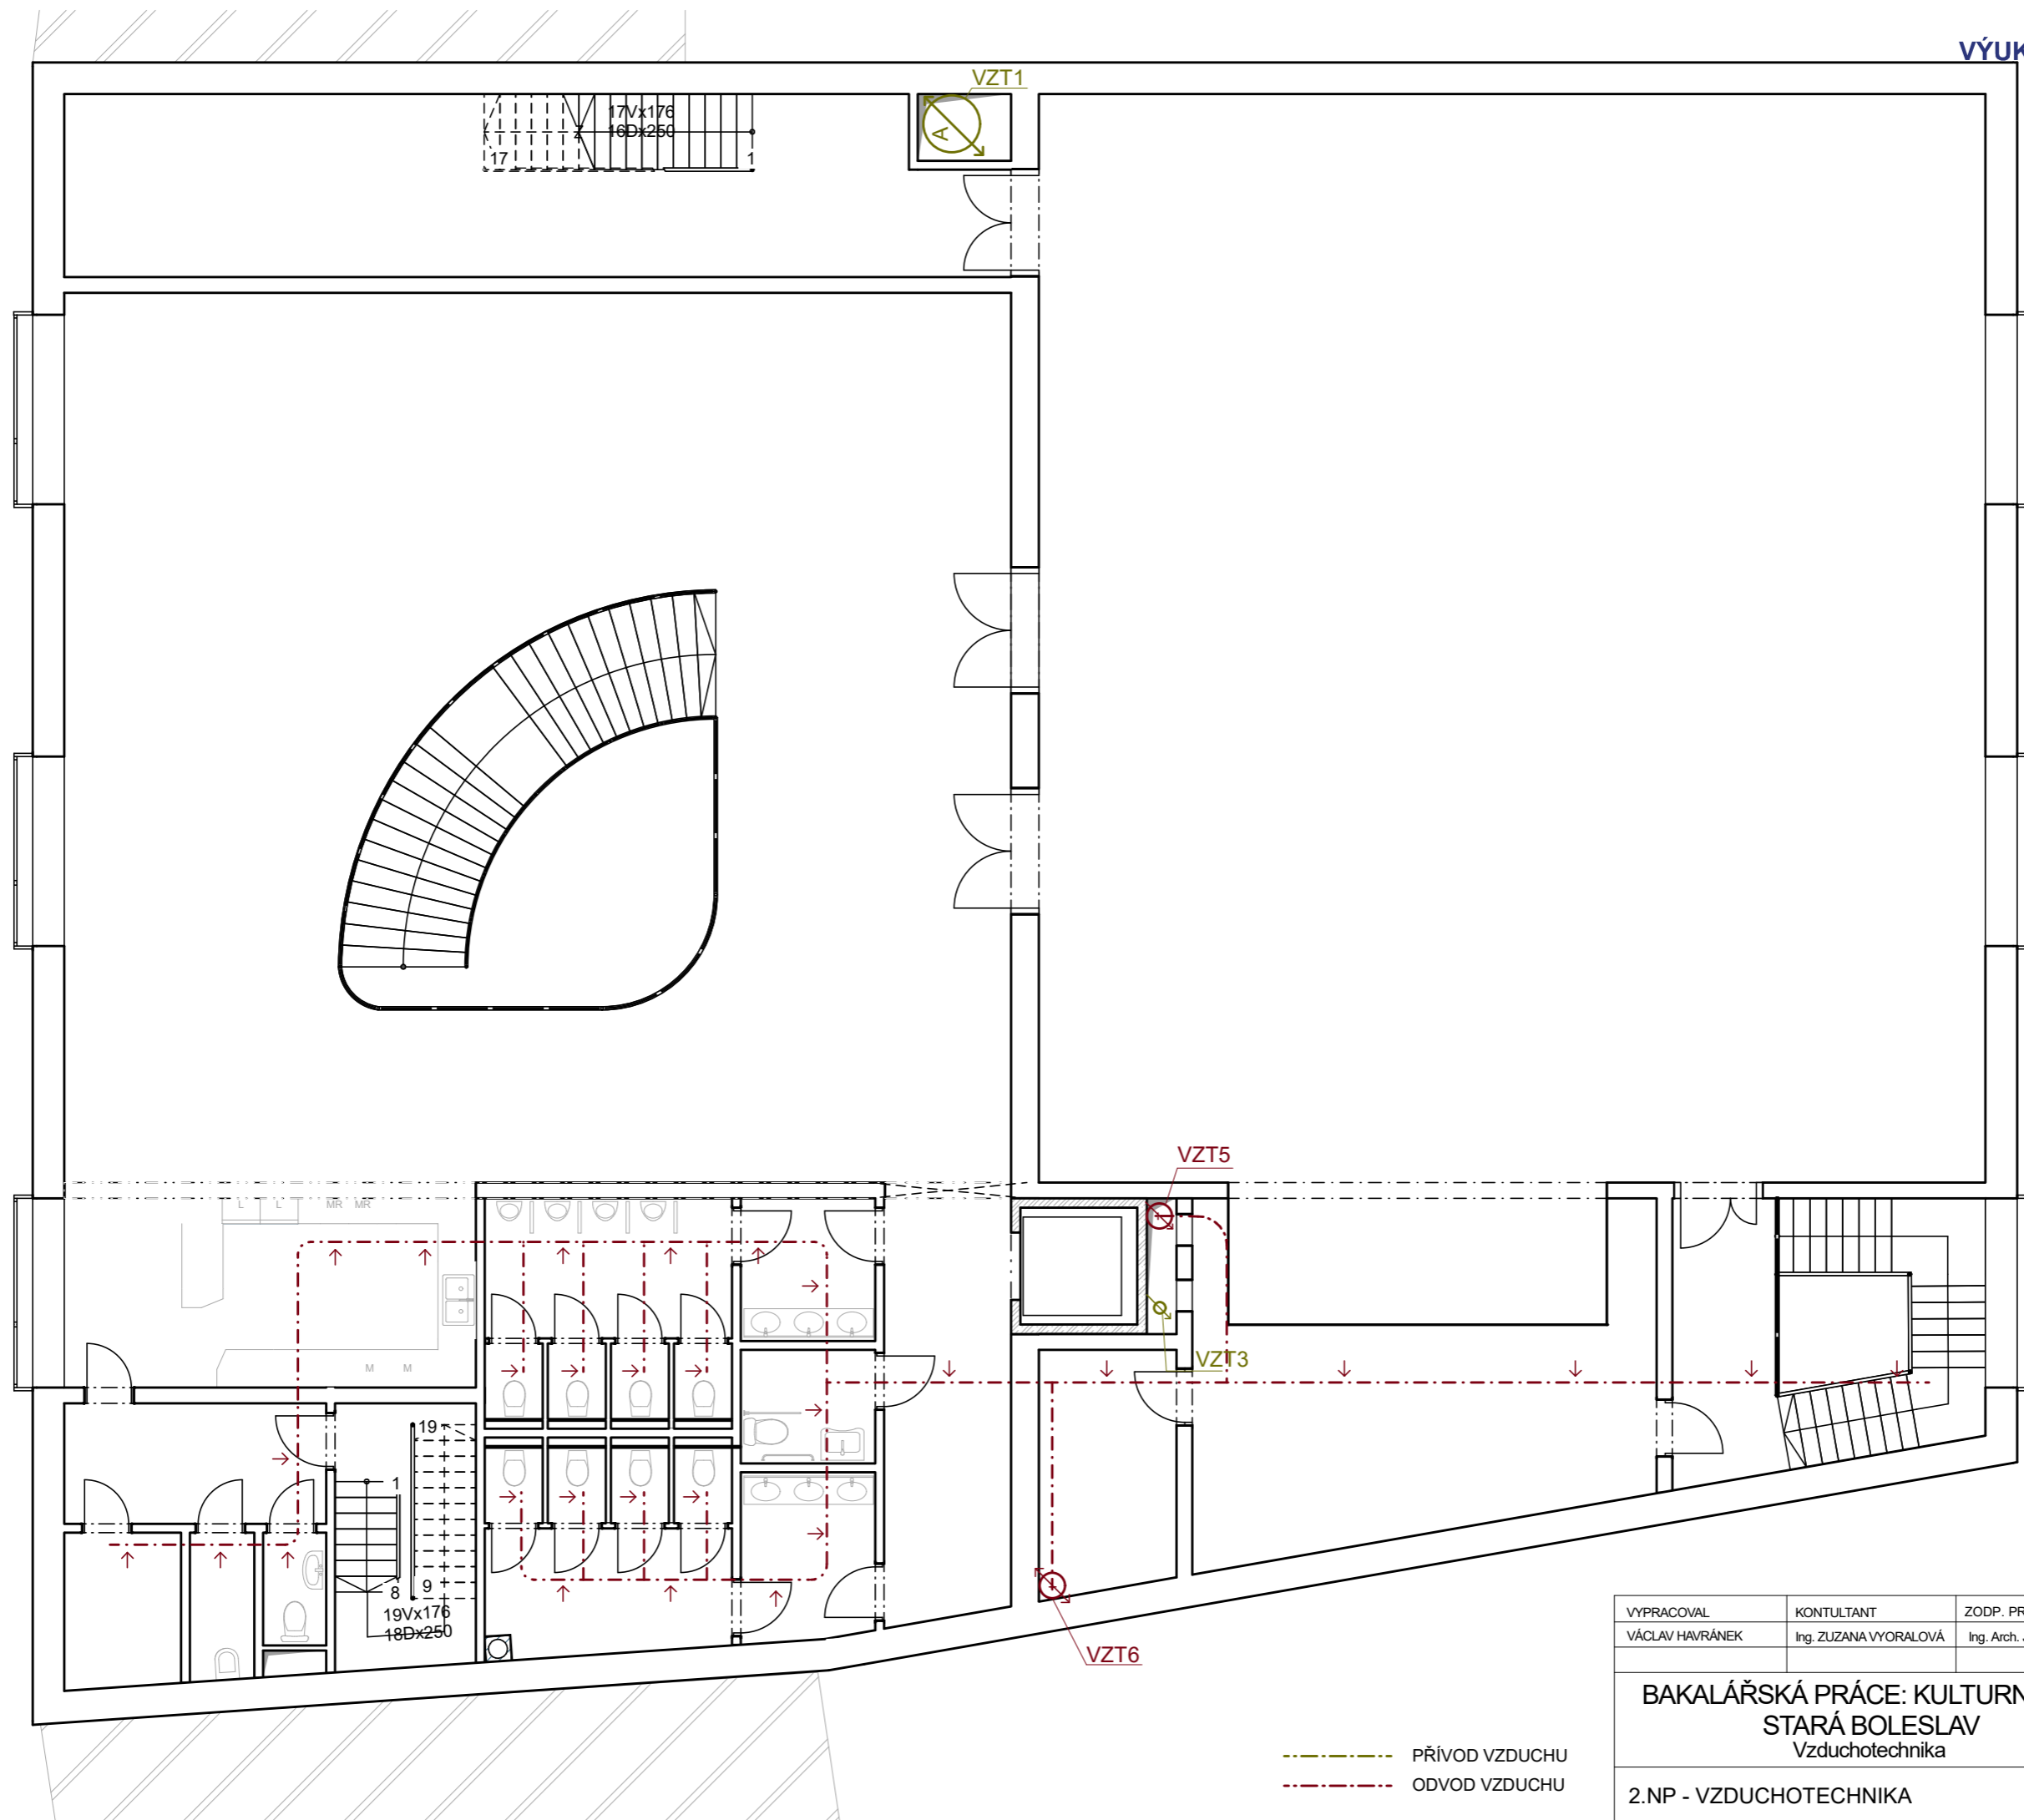 VÝUK
VZT1
A
17Vx176
16Dx250
Z
17
1
VZT5
L
L
MR
MR
VZT3
M
M
19
1
8
9
19Vx176
18Dx250
VZT6
VYPRACOVAL
KONTULTANT
ZODP. PR
VÁCLAV HAVRÁNEK
Ing. ZUZANA VYORALOVÁ
Ing. Arch.
BAKALÁŘSKÁ PRÁCE: KULTURN
STARÁ BOLESLAV
Vzduchotechnika
PŘÍVOD VZDUCHU
ODVOD VZDUCHU
2.NP - VZDUCHOTECHNIKA